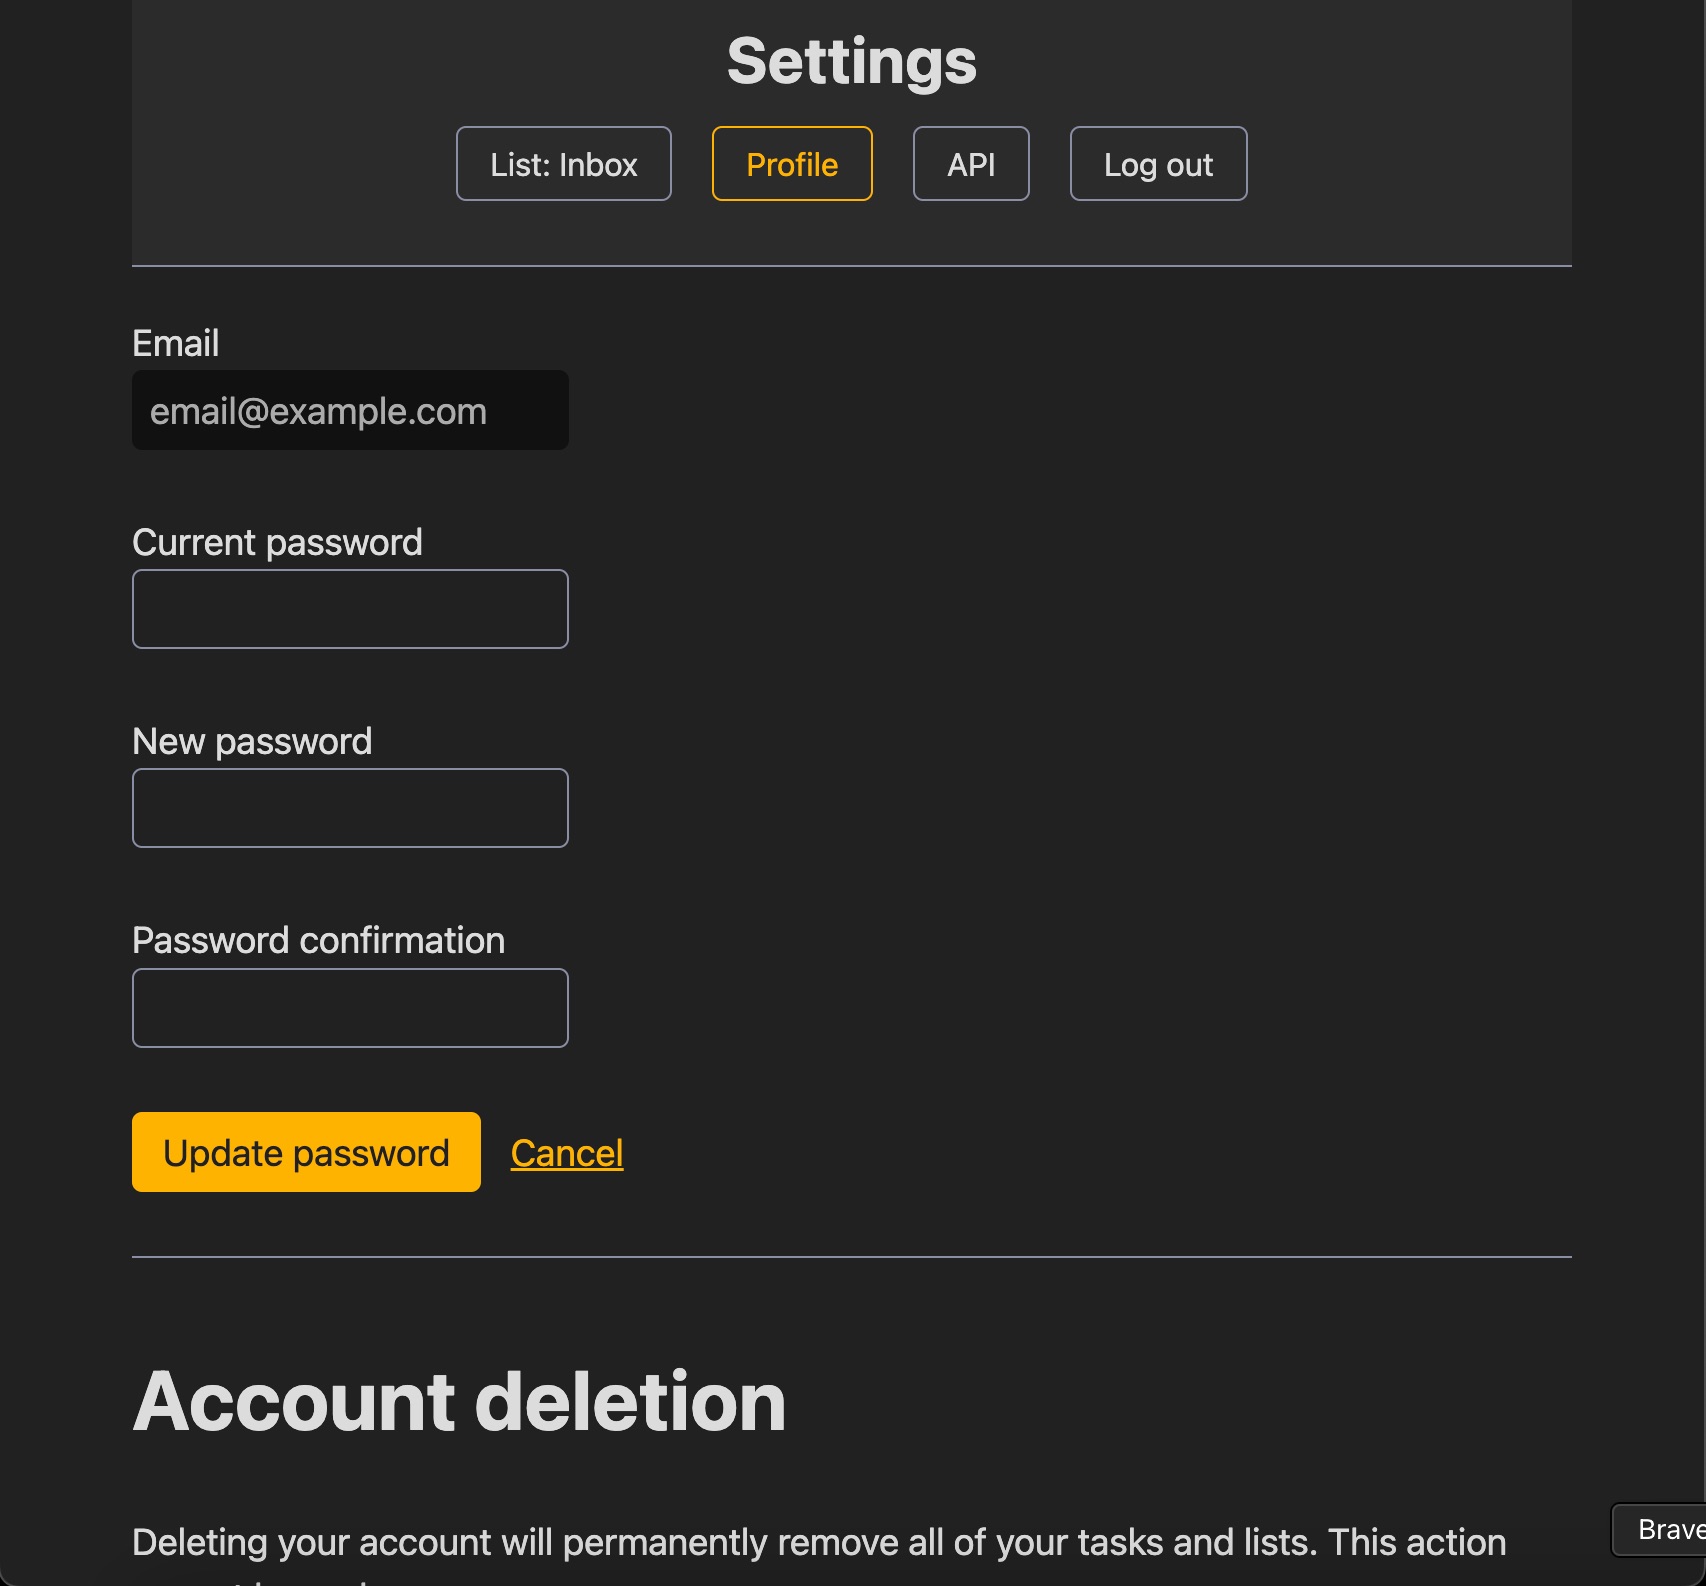 Settings
List: Inbox
Profile
API
Log out
Email
email@example.com
Current password
New password
Password confirmation
Update password
Cancel
Account deletion
Deleting your account will permanently remove all of your tasks and lists. This action
Brave